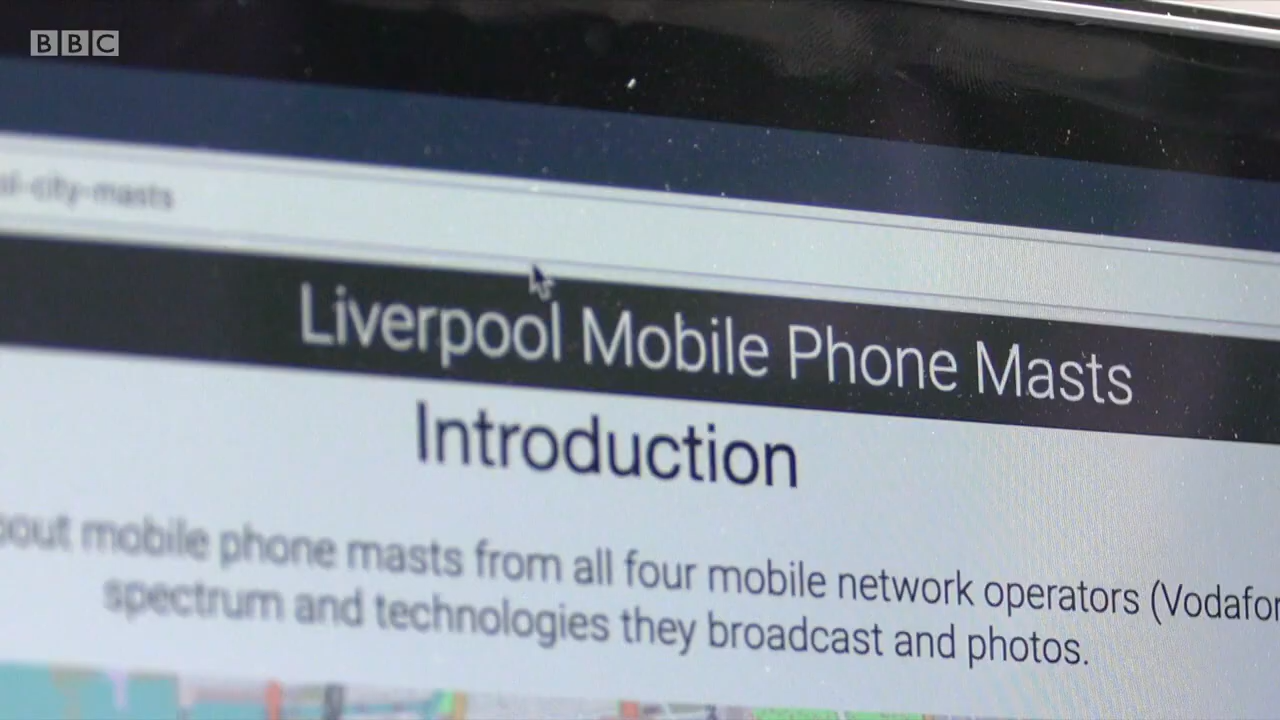 BBC
-city-masts
Liverpool Mobile Phone Masts
Introduction
mobile phone masts from all four mobile network operators (Vodafor
spectrum and technologies they broadcast and photos.